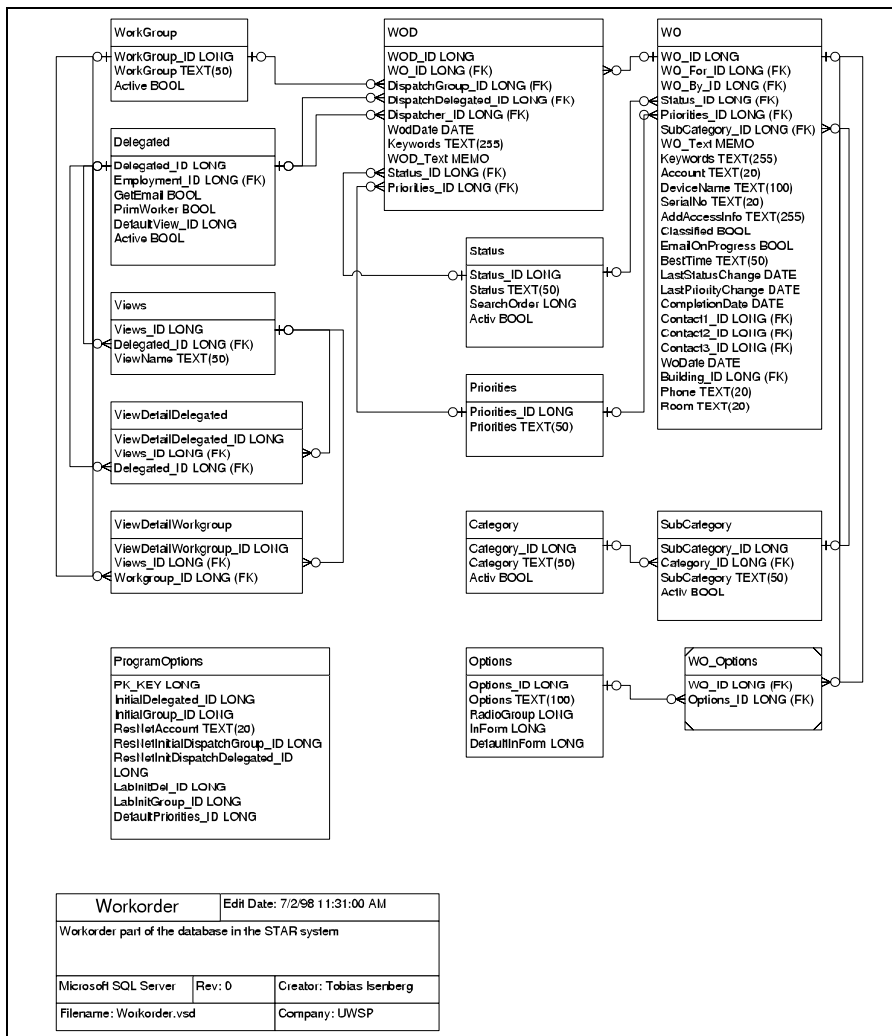 WorkGroup
WorkGroup_ID LONG
WorkGroup TEXT(50)
Active BOOL
WOD
WOD_ID LONG
WO_ID LONG (FK)
DispatchGroup_ID LONG (FK)
DispatchDelegated_ID LONG (FK)
Dispatcher_ID LONG (FK)
WodDate DATE
Keywords TEXT(255)
WOD_Text MEMO
Status_ID LONG (FK)
Priorities_ID LONG (FK)
WO
WO_ID LONG
WO_For_ID LONG (FK)
WO_By_ID LONG (FK)
Status_ID LONG (FK)
Priorities_ID LONG (FK)
SubCategory_ID LONG (FK)
WO_Text MEMO
Keywords TEXT(255)
Account TEXT(20)
DeviceName TEXT(100)
SerialNo TEXT(20)
AddAccessInfo TEXT(255)
Classified BOOL
EmailOnProgress BOOL
BestTime TEXT(50)
LastStatusChange DATE
LastPriorityChange DATE
CompletionDate DATE
Contact1_ID LONG (FK)
Contact2_ID LONG (FK)
Contact3_ID LONG (FK)
WoDate DATE
Building_ID LONG (FK)
Phone TEXT(20)
Room TEXT(20)
Delegated
Delegated_ID LONG
Employment_ID LONG (FK)
GetEmail BOOL
PrimWorker BOOL
DefaultView_ID LONG
Active BOOL
Status
Status_ID LONG
Status TEXT(50)
SearchOrder LONG
Activ BOOL
Views
Views_ID LONG
Delegated_ID LONG (FK)
ViewName TEXT(50)
Priorities
Priorities_ID LONG
Priorities TEXT(50)
ViewDetailDelegated
ViewDetailDelegated_ID LONG
Views_ID LONG (FK)
Delegated_ID LONG (FK)
ViewDetailWorkgroup
ViewDetailWorkgroup_ID LONG
Views_ID LONG (FK)
Workgroup_ID LONG (FK)
Category
Category_ID LONG
Category TEXT(50)
Activ BOOL
SubCategory
SubCategory_ID LONG
Category_ID LONG (FK)
SubCategory TEXT(50)
Activ BOOL
ProgramOptions
PK_KEY LONG
InitialDelegated_ID LONG
InitialGroup_ID LONG
ResNetAccount TEXT(20)
ResNetInitialDispatchGroup_ID LONG
ResNetInitDispatchDelegated_ID
LONG
LabInitDel_ID LONG
LabInitGroup_ID LONG
DefaultPriorities_ID LONG
Options
Options_ID LONG
Options TEXT(100)
RadioGroup LONG
InForm LONG
DefaultInForm LONG
WO_Options
WO_ID LONG (FK)
Options_ID LONG (FK)
Workorder
Edit Date: 7/2/98 11:31:00 AM
Workorder part of the database in the STAR system
Microsoft SQL Server
Rev: 0
Creator: Tobias Isenberg
Filename: Workorder.vsd
Company: UWSP